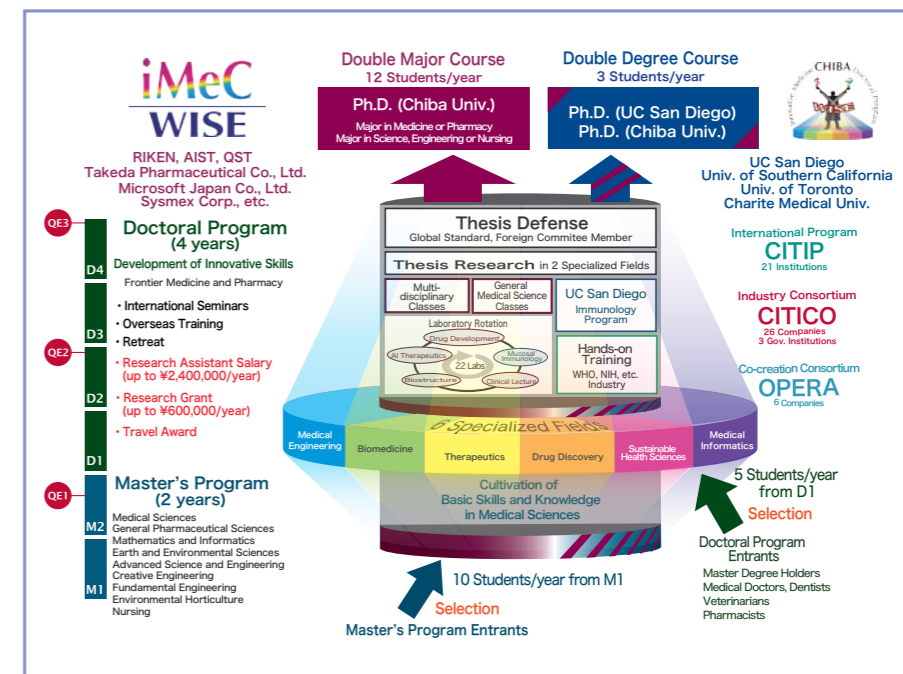 iMeC
WISE
RIKEN, AIST, QST
Takeda Pharmaceutical Co., Ltd.
Microsoft Japan Co., Ltd.
Sysmex Corp., etc.
Double Major Course
12 Students/year
Ph.D. (Chiba Univ.)
Major in Medicine or Pharmacy
Major in Science, Engineering or Nursing
Double Degree Course
3 Students/year
Ph.D. (UC San Diego)
Ph.D. (Chiba Univ.)
Innovative Medicine CHIBA Doctoral Program
WISE
UC San Diego
Univ. of Southern California
Univ. of Toronto
Charite Medical Univ.
International Program
CITIP
21 Institutions
Industry Consortium
CITICO
26 Companies
3 Gov. Institutions
Co-creation Consortium
OPERA
6 Companies
QE3
D4
D3
QE2
D2
D1
QE1
M2
M1
Doctoral Program
(4 years)
Development of Innovative Skills
Frontier Medicine and Pharmacy
・International Seminars
・Overseas Training
・Retreat
・Research Assistant Salary
(up to ¥2,400,000/year)
・Research Grant
(up to ¥600,000/year)
・Travel Award
Master's Program
(2 years)
Medical Sciences
General Pharmaceutical Sciences
Mathematics and Informatics
Earth and Environmental Sciences
Advanced Science and Engineering
Creative Engineering
Fundamental Engineering
Environmental Horticulture
Nursing
Thesis Defense
Global Standard, Foreign Commitee Member
Thesis Research in 2 Specialized Fields
Multi-
disciplinary
Classes
General
Medical Science
Classes
UC San Diego
Immunology
Program
Laboratory Rotation
Drug Development
AI Therapeutics
Mucosal
Immunology
22 Labs
Biostructure
Clinical Lecture
Hands-on
Training
WHO, NIH, etc.
Industry
6 Specialized Fields
Medical
Engineering
Biomedicine
Therapeutics
Drug Discovery
Sustainable
Health Sciences
Medical
Informatics
Cultivation of
Basic Skills and Knowledge
in Medical Sciences
10 Students/year from M1
Selection
Master's Program Entrants
5 Students/year
from D1
Selection
Doctoral Program
Entrants
Master Degree Holders
Medical Doctors, Dentists
Veterinarians
Pharmacists